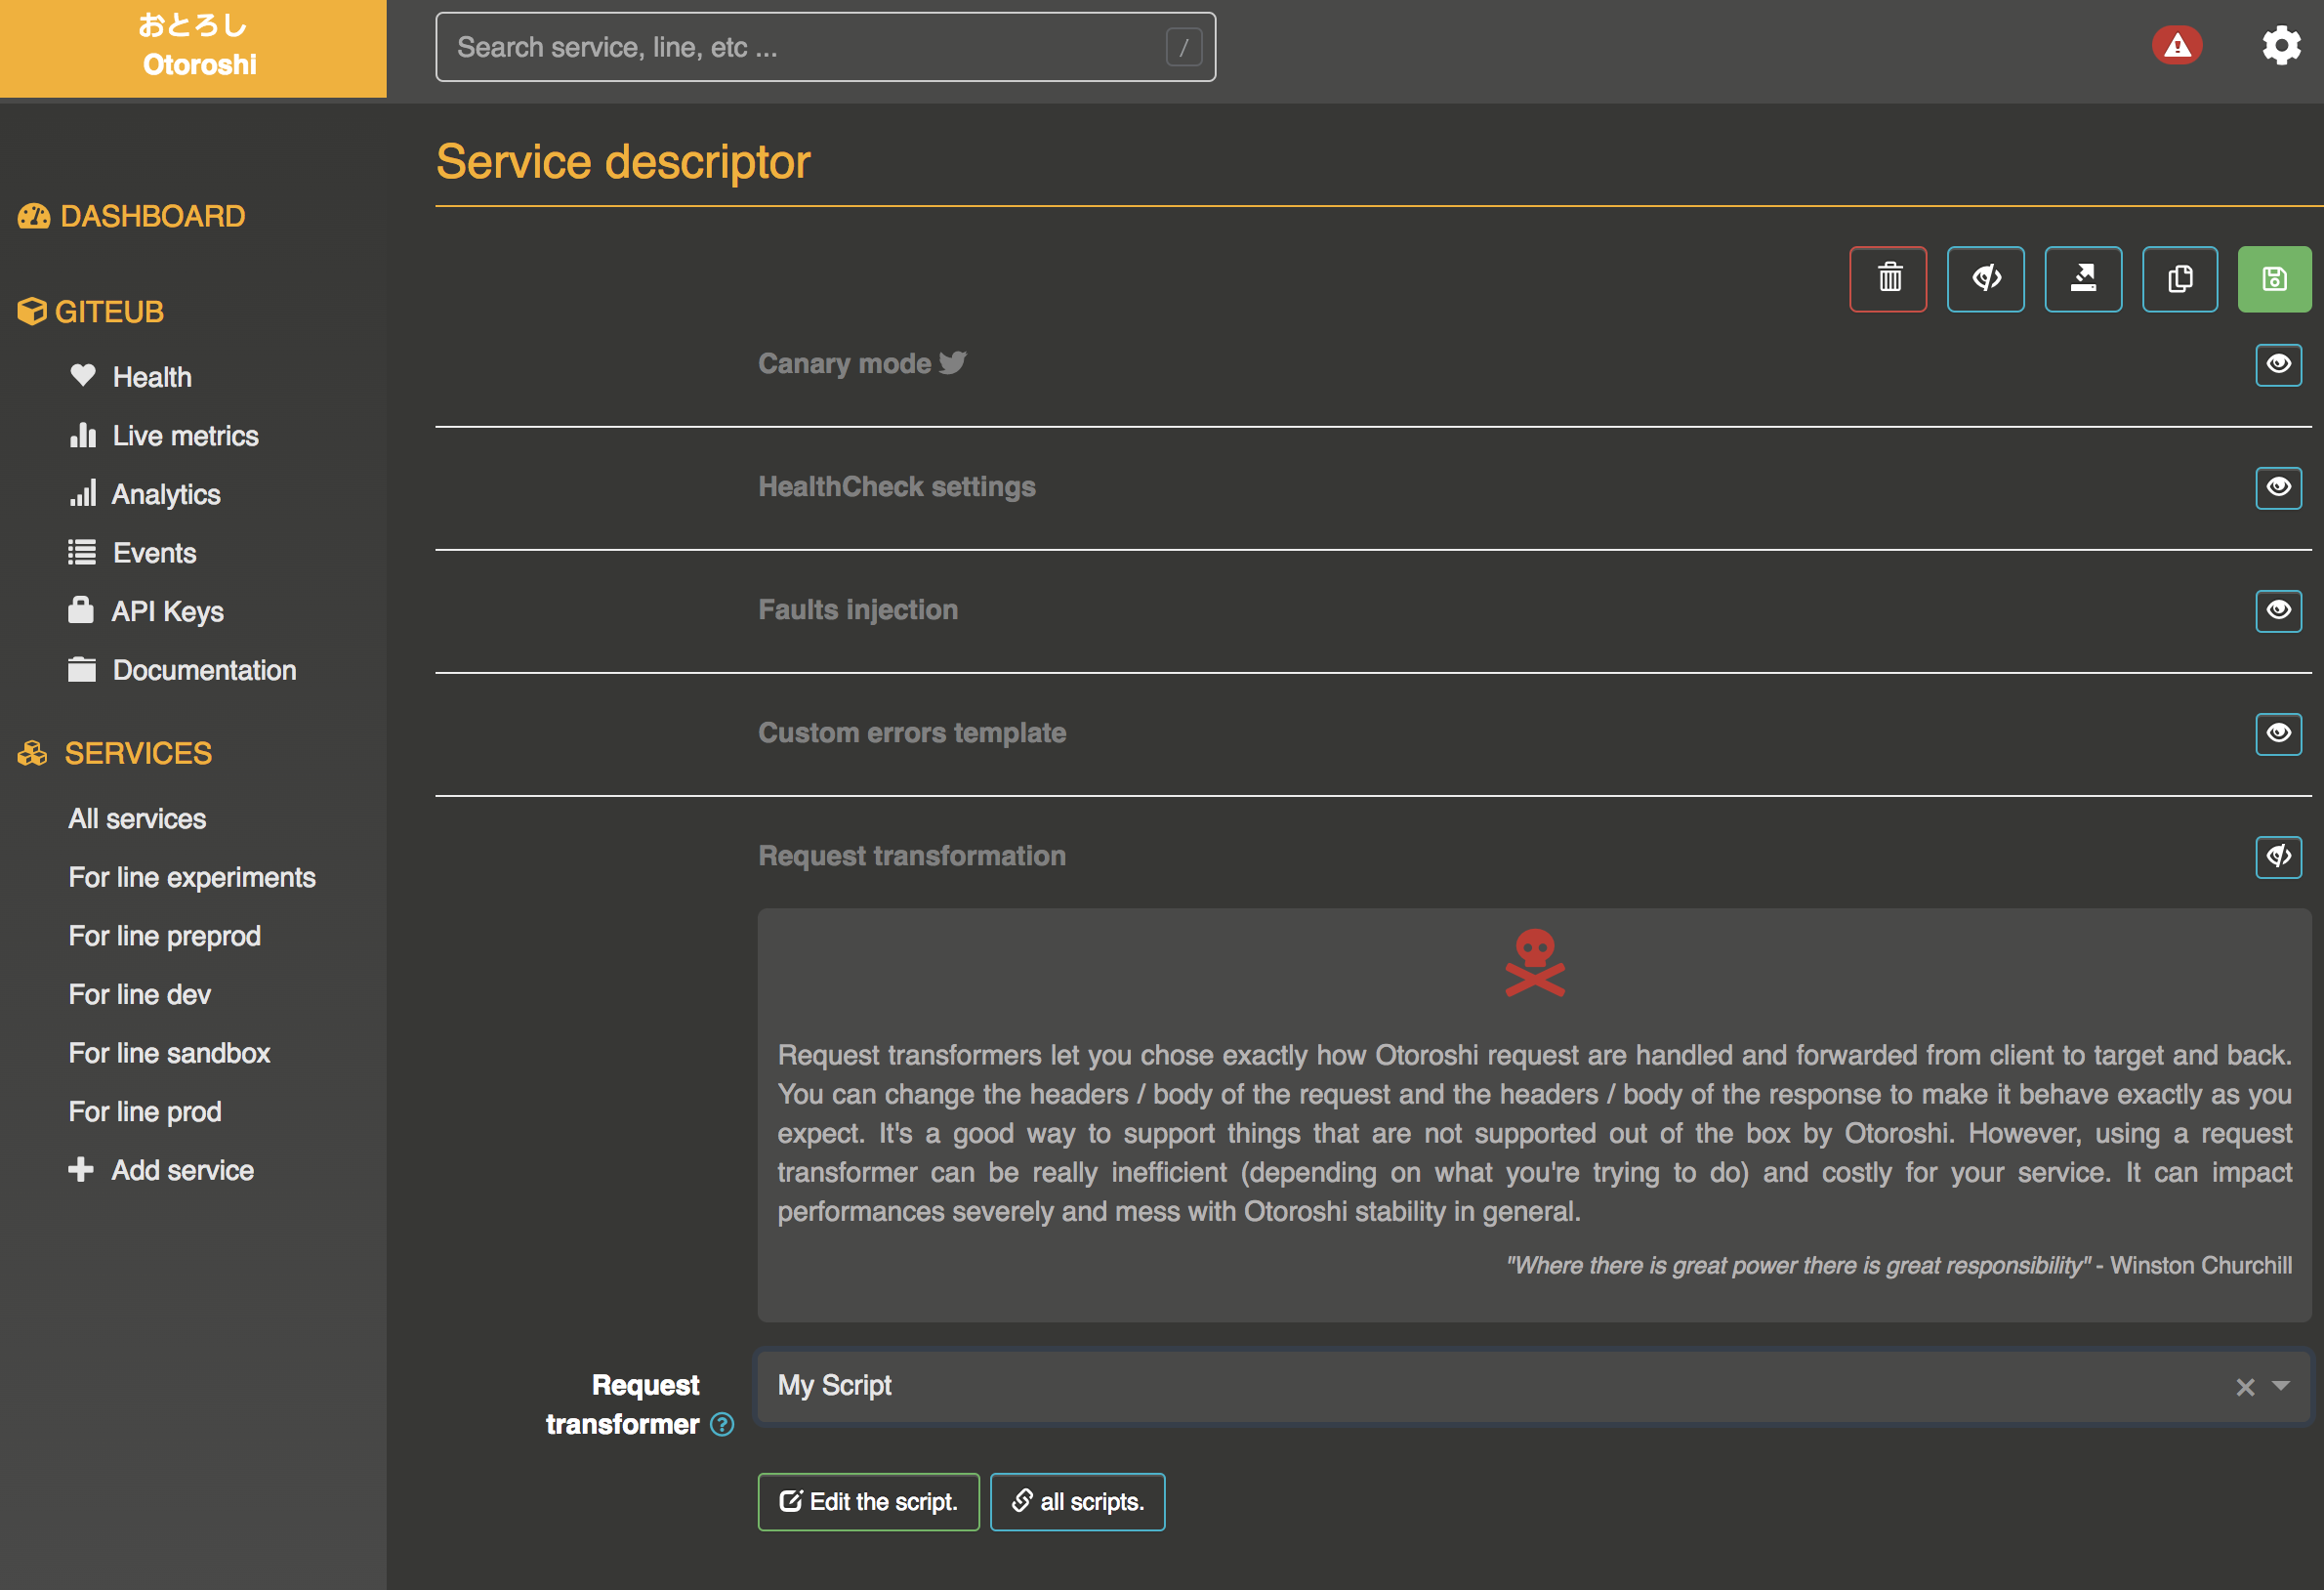 おとろし
Otoroshi
Search service, line, etc ...
/
Service descriptor
DASHBOARD
GITEUB
Health
Live metrics
Analytics
Events
API Keys
Documentation
SERVICES
All services
For line experiments
For line preprod
For line dev
For line sandbox
For line prod
Add service
Canary mode
HealthCheck settings
Faults injection
Custom errors template
Request transformation
Request transformers let you chose exactly how Otoroshi request are handled and forwarded from client to target and back.
You can change the headers / body of the request and the headers / body of the response to make it behave exactly as you
expect. It's a good way to support things that are not supported out of the box by Otoroshi. However, using a request
transformer can be really inefficient (depending on what you're trying to do) and costly for your service. It can impact
performances severely and mess with Otoroshi stability in general.
"Where there is great power there is great responsibility" - Winston Churchill
Request
transformer ?
My Script
Edit the script.
all scripts.